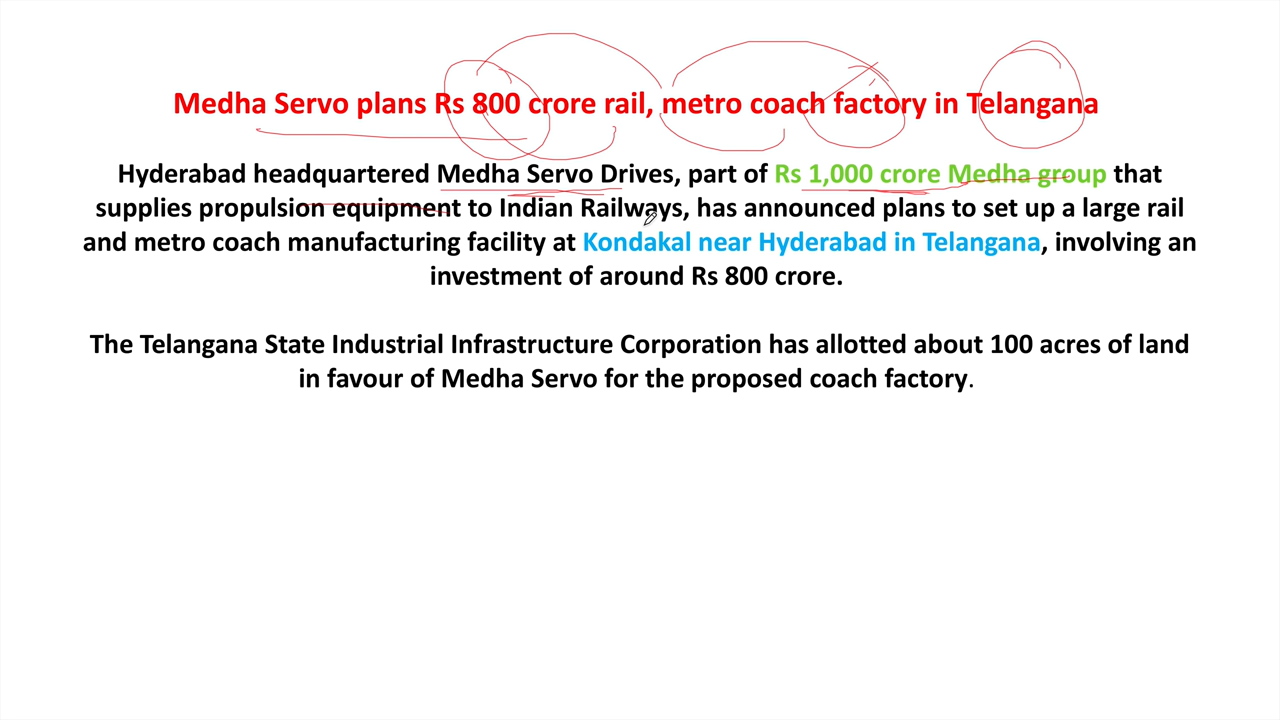 Medha Servo plans Rs 800 crore rail, metro coach factory in Telangana
Hyderabad headquartered Medha Servo Drives, part of Rs 1,000 crore Medha group that
supplies propulsion equipment to Indian Railways, has announced plans to set up a large rail
and metro coach manufacturing facility at Kondakal near Hyderabad in Telangana, involving an
investment of around Rs 800 crore.
The Telangana State Industrial Infrastructure Corporation has allotted about 100 acres of land
in favour of Medha Servo for the proposed coach factory.